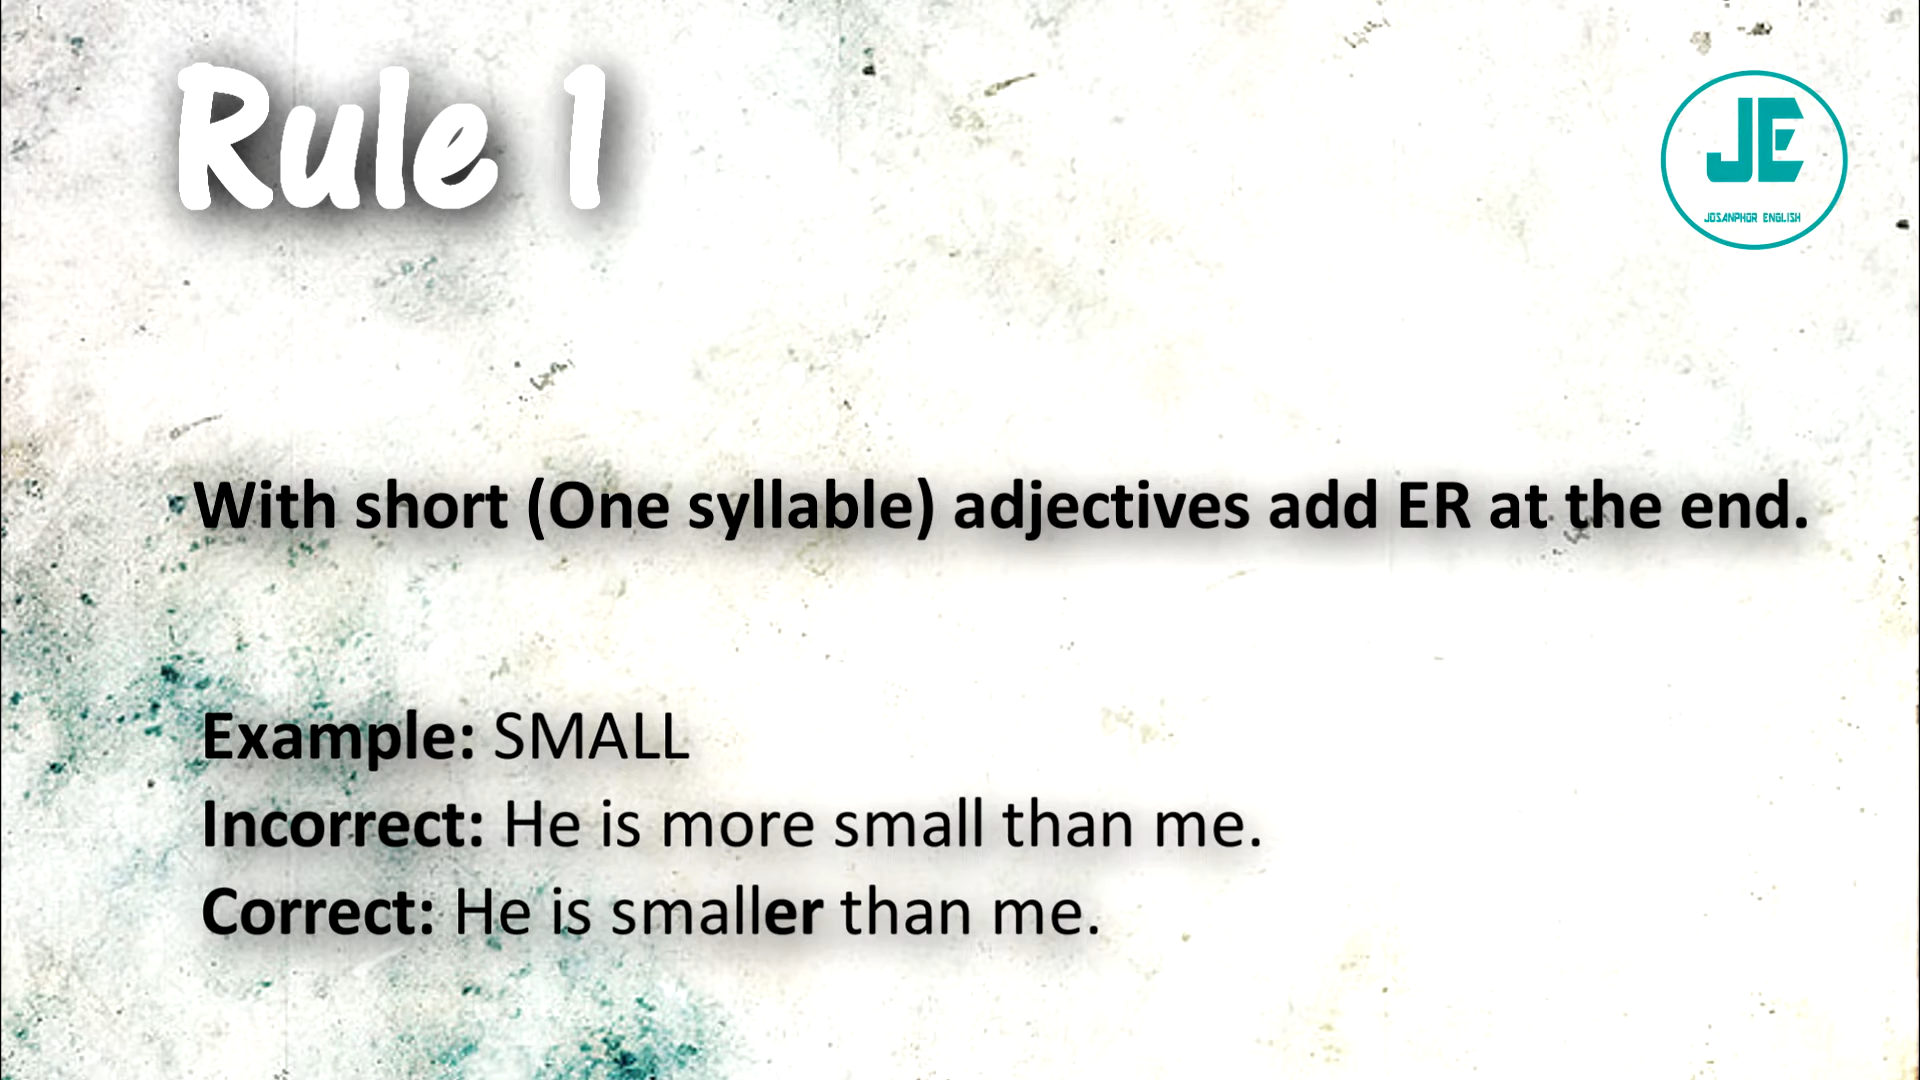 Rule 1
JE
JOSANPHOR ENGLISH
With short (One syllable) adjectives add ER at the end.
Example: SMALL
Incorrect: He is more small than me.
Correct: He is smaller than me.